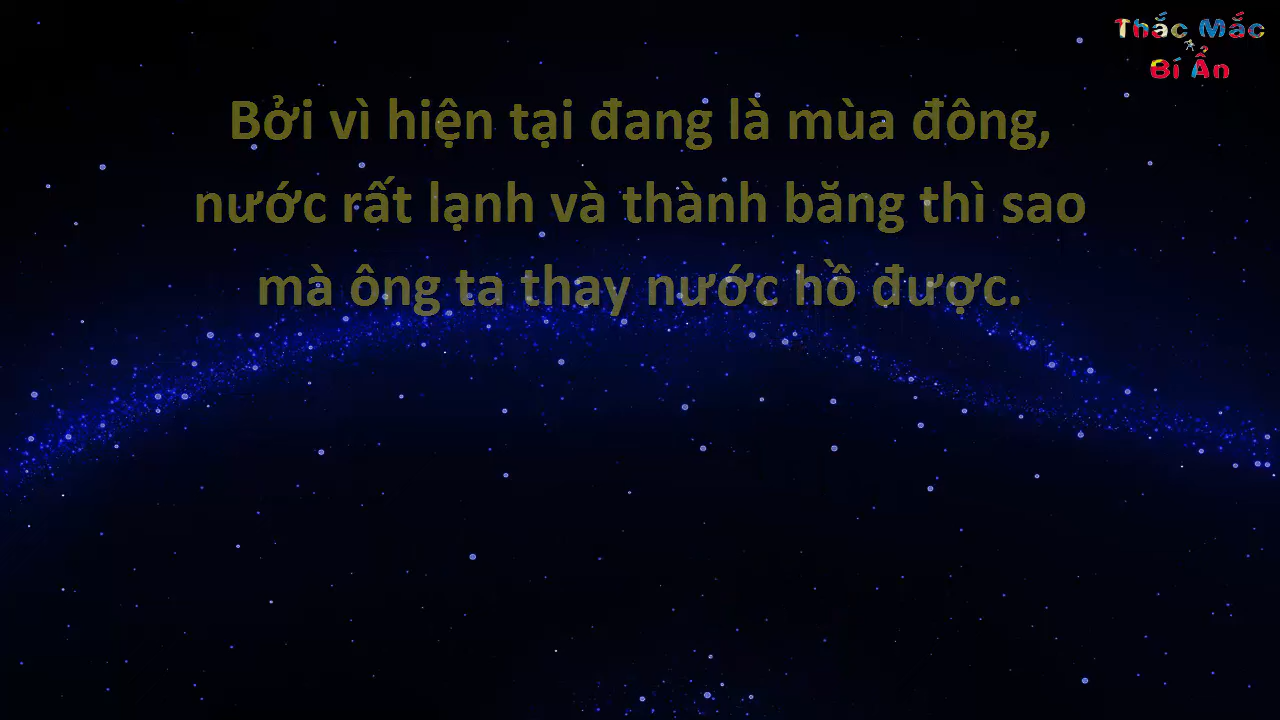 Thắc Mắc
Bí Ẩn
Bởi vì hiện tại đang là mùa đông,
nước rất lạnh và thành băng thì sao
mà ông ta thay nước hồ được.